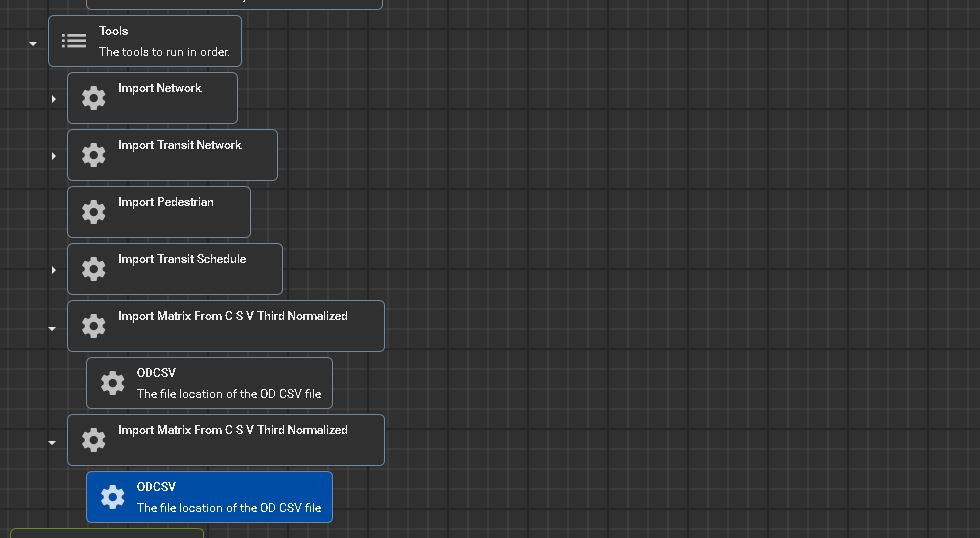 Tools
The tools to run in order.
Import Network
Import Transit Network
Import Pedestrian
Import Transit Schedule
Import Matrix From C S V Third Normalized
ODCSV
The file location of the OD CSV file
Import Matrix From C S V Third Normalized
ODCSV
The file location of the OD CSV file